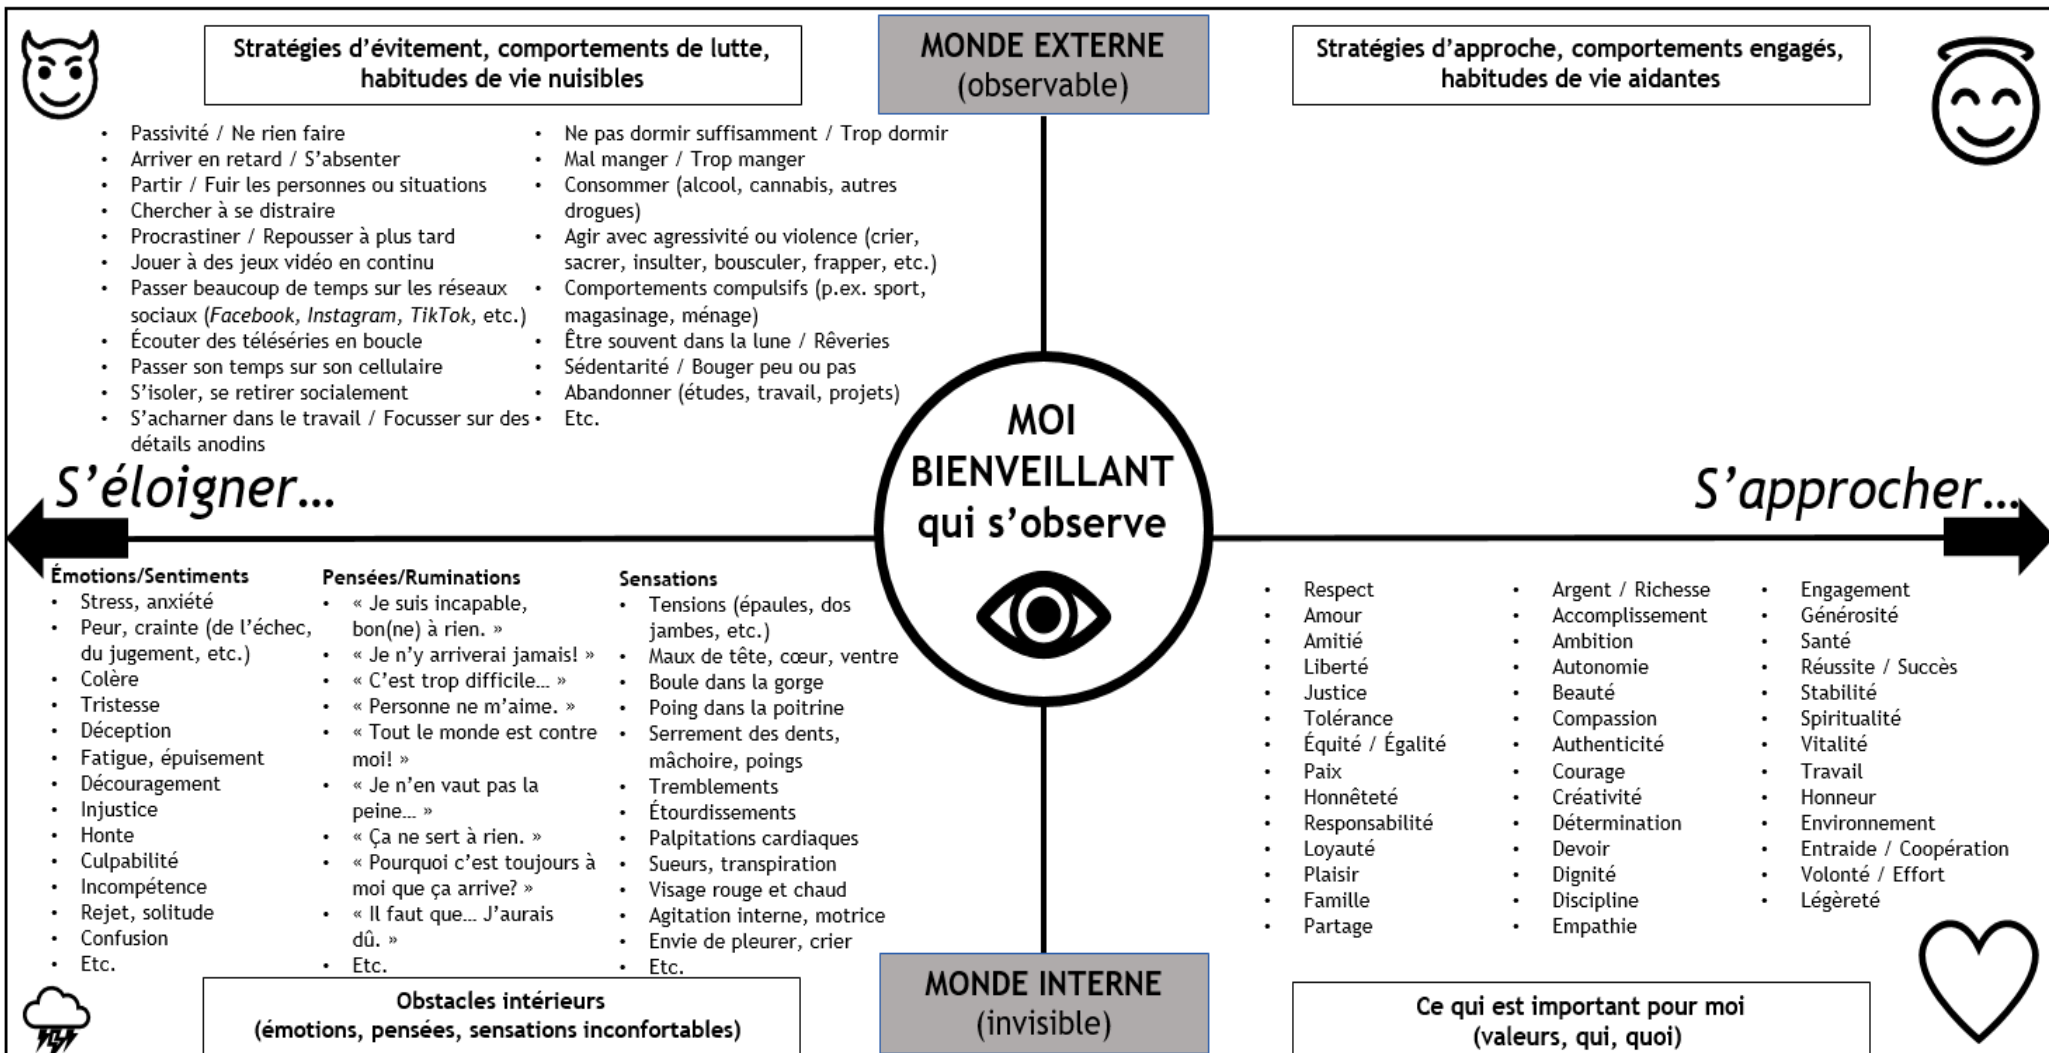 Stratégies d'évitement, comportements de lutte,
habitudes de vie nuisibles
MONDE EXTERNE
(observable)
Stratégies d'approche, comportements engagés,
habitudes de vie aidantes
• Passivité / Ne rien faire
• Arriver en retard / S'absenter
• Partir / Fuir les personnes ou situations
• Chercher à se distraire
• Procrastiner / Repousser à plus tard
• Jouer à des jeux vidéo en continu
• Passer beaucoup de temps sur les réseaux
sociaux (Facebook, Instagram, TikTok, etc.)
• Écouter des téléséries en boucle
• Passer son temps sur son cellulaire
• S'isoler, se retirer socialement
• S'acharner dans le travail / Focusser sur des
détails anodins
• Ne pas dormir suffisamment / Trop dormir
• Mal manger / Trop manger
• Consommer (alcool, cannabis, autres
drogues)
• Agir avec agressivité ou violence (crier,
sacrer, insulter, bousculer, frapper, etc.)
• Comportements compulsifs (p.ex. sport,
magasinage, ménage)
• Être souvent dans la lune / Rêveries
• Sédentarité / Bouger peu ou pas
• Abandonner (études, travail, projets)
• Etc.
S'éloigner…
MOI
BIENVEILLANT
qui s'observe
S'approcher…
Émotions/Sentiments
• Stress, anxiété
• Peur, crainte (de l'échec,
du jugement, etc.)
• Colère
• Tristesse
• Déception
• Fatigue, épuisement
• Découragement
• Injustice
• Honte
• Culpabilité
• Incompétence
• Rejet, solitude
• Confusion
• Etc.
Pensées/Ruminations
• « Je suis incapable,
bon(ne) à rien. »
• « Je n'y arriverai jamais! »
• « C'est trop difficile… »
• « Personne ne m'aime. »
• « Tout le monde est contre
moi! »
• « Je n'en vaut pas la
peine… »
• « Ça ne sert à rien. »
• « Pourquoi c'est toujours à
moi que ça arrive? »
• « Il faut que… J'aurais
dû. »
• Etc.
Sensations
• Tensions (épaules, dos
jambes, etc.)
• Maux de tête, cœur, ventre
• Boule dans la gorge
• Poing dans la poitrine
• Serrement des dents,
mâchoire, poings
• Tremblements
• Étourdissements
• Palpitations cardiaques
• Sueurs, transpiration
• Visage rouge et chaud
• Agitation interne, motrice
• Envie de pleurer, crier
• Etc.
• Respect
• Amour
• Amitié
• Liberté
• Justice
• Tolérance
• Équité / Égalité
• Paix
• Honnêteté
• Responsabilité
• Loyauté
• Plaisir
• Famille
• Partage
• Argent / Richesse
• Accomplissement
• Ambition
• Autonomie
• Beauté
• Compassion
• Authenticité
• Courage
• Créativité
• Détermination
• Devoir
• Dignité
• Discipline
• Empathie
• Engagement
• Générosité
• Santé
• Réussite / Succès
• Stabilité
• Spiritualité
• Vitalité
• Travail
• Honneur
• Environnement
• Entraide / Coopération
• Volonté / Effort
• Légèreté
Obstacles intérieurs
(émotions, pensées, sensations inconfortables)
MONDE INTERNE
(invisible)
Ce qui est important pour moi
(valeurs, qui, quoi)